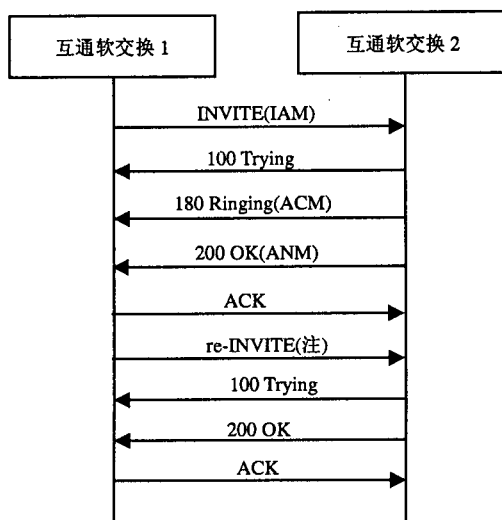 互通软交换 1
互通软交换 2
INVITE(IAM)
100 Trying
180 Ringing(ACM)
200 OK(ANM)
ACK
re-INVITE(注)
100 Trying
200 OK
ACK